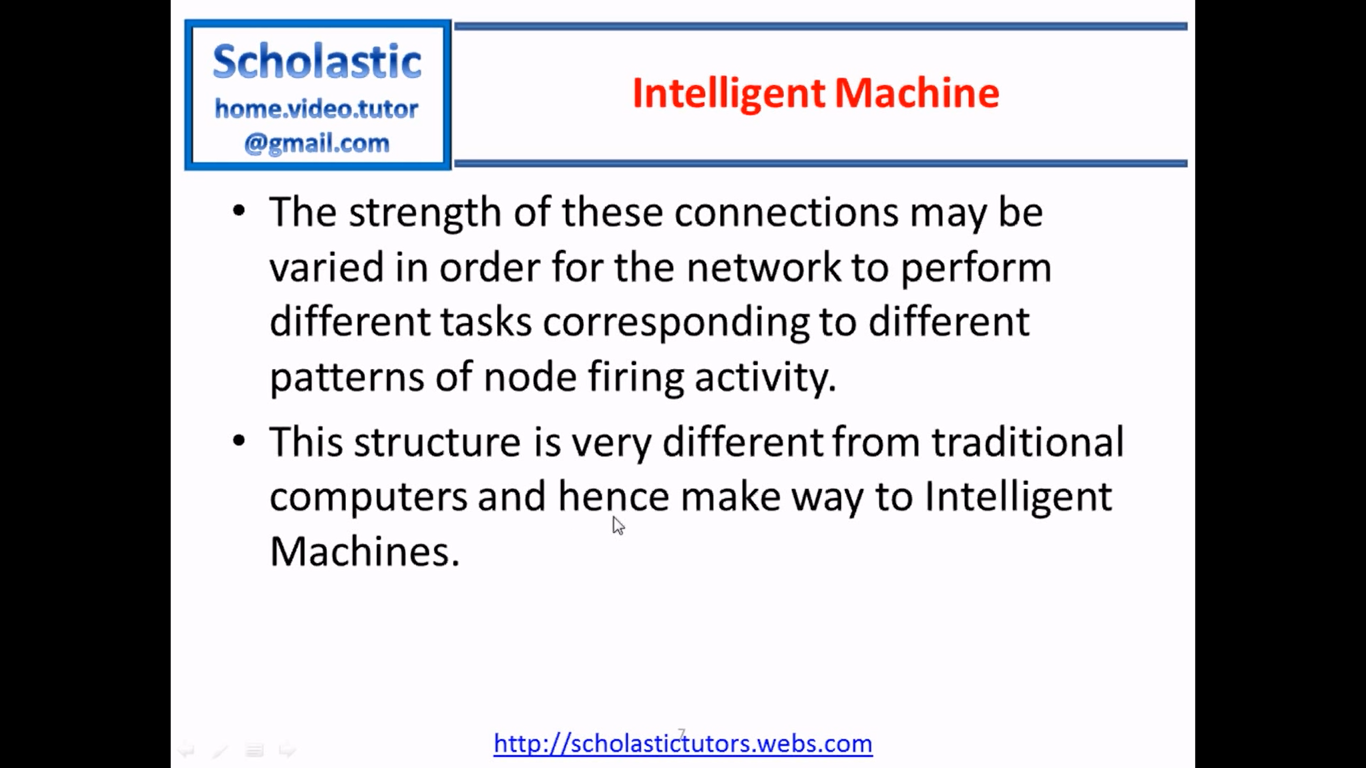 Scholastic
home.video.tutor
@gmail.com
Intelligent Machine
• The strength of these connections may be
varied in order for the network to perform
different tasks corresponding to different
patterns of node firing activity.
• This structure is very different from traditional
computers and hence make way to Intelligent
Machines.
7
http://scholastictutors.webs.com